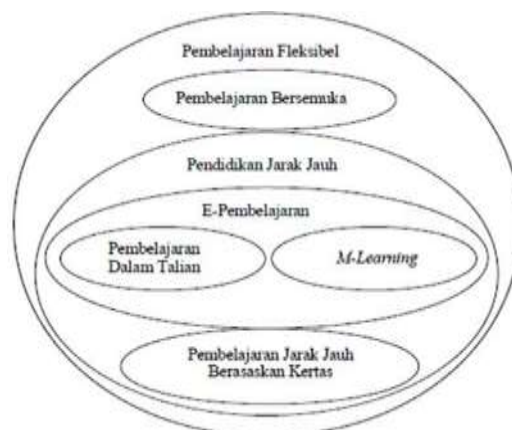 Pembelajaran Fleksibel
Pembelajaran Bersemuka
Pendidikan Jarak Jauh
E-Pembelajaran
Pembelajaran
Dalam Talian
M-Learning
Pembelajaran Jarak Jauh
Berasaskan Kertas